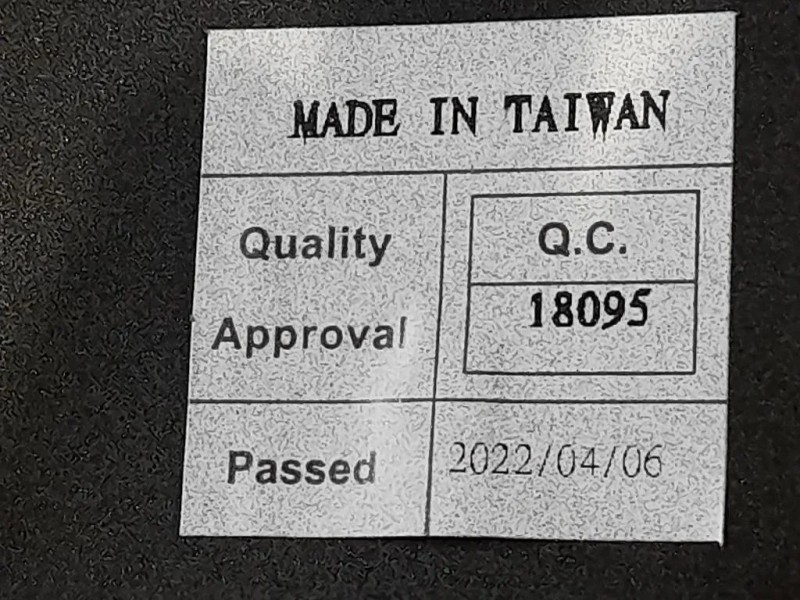 MADE IN TAIWAN
Quality Approval
Q.C.
18095
Passed
2022/04/06